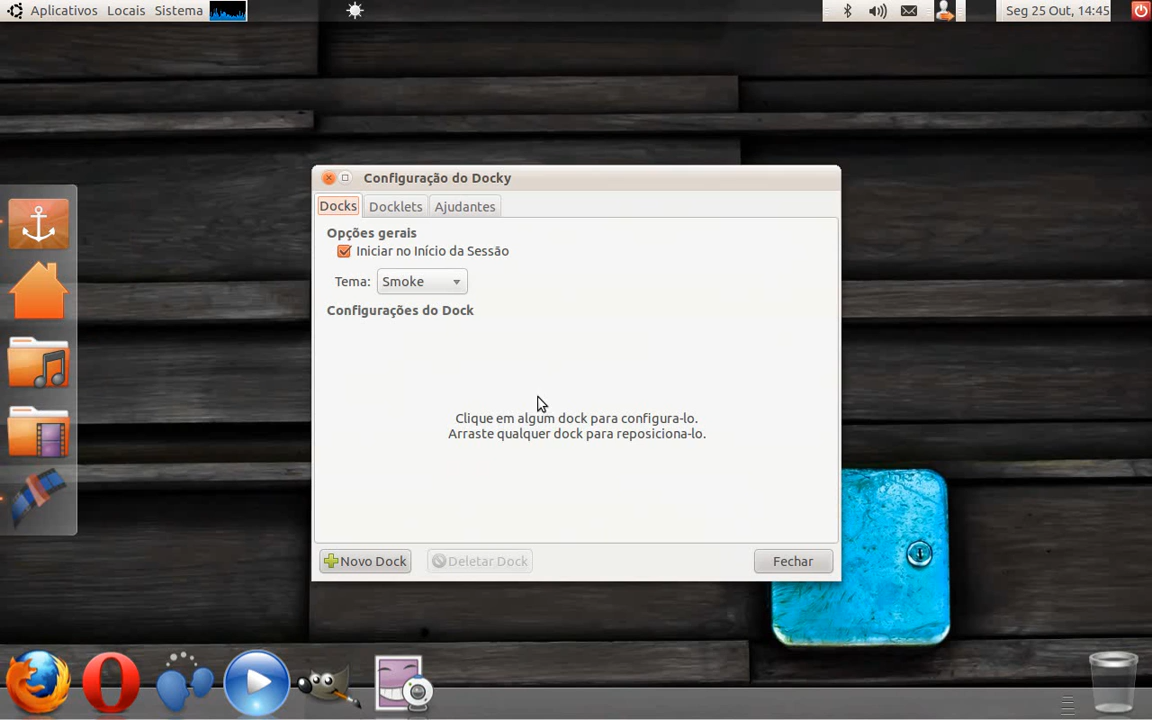 Aplicativos Locais Sistema
Seg 25 Out, 14:45
Configuração do Docky
Docks Docklets Ajudantes
Opções gerais
Iniciar no Início da Sessão
Tema: Smoke
Configurações do Dock
Clique em algum dock para configura-lo.
Arraste qualquer dock para reposiciona-lo.
Novo Dock Deletar Dock Fechar